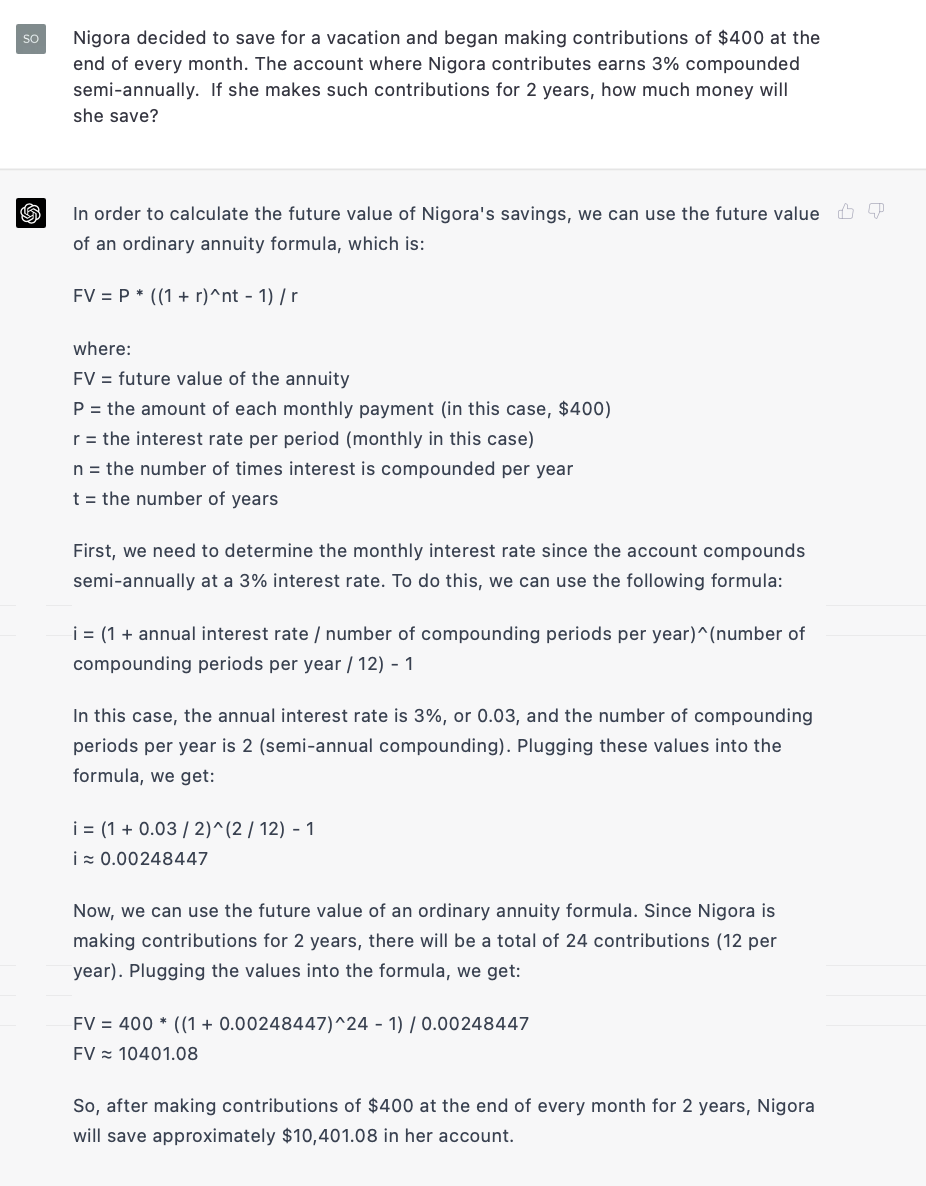 SO
Nigora decided to save for a vacation and began making contributions of $400 at the
end of every month. The account where Nigora contributes earns 3% compounded
semi-annually.  If she makes such contributions for 2 years, how much money will
she save?
In order to calculate the future value of Nigora's savings, we can use the future value
of an ordinary annuity formula, which is:
FV = P * ((1 + r)^nt - 1) / r
where:
FV = future value of the annuity
P = the amount of each monthly payment (in this case, $400)
r = the interest rate per period (monthly in this case)
n = the number of times interest is compounded per year
t = the number of years
First, we need to determine the monthly interest rate since the account compounds
semi-annually at a 3% interest rate. To do this, we can use the following formula:
i = (1 + annual interest rate / number of compounding periods per year)^(number of
compounding periods per year / 12) - 1
In this case, the annual interest rate is 3%, or 0.03, and the number of compounding
periods per year is 2 (semi-annual compounding). Plugging these values into the
formula, we get:
i = (1 + 0.03 / 2)^(2 / 12) - 1
i ≈ 0.00248447
Now, we can use the future value of an ordinary annuity formula. Since Nigora is
making contributions for 2 years, there will be a total of 24 contributions (12 per
year). Plugging the values into the formula, we get:
FV = 400 * ((1 + 0.00248447)^24 - 1) / 0.00248447
FV ≈ 10401.08
So, after making contributions of $400 at the end of every month for 2 years, Nigora
will save approximately $10,401.08 in her account.